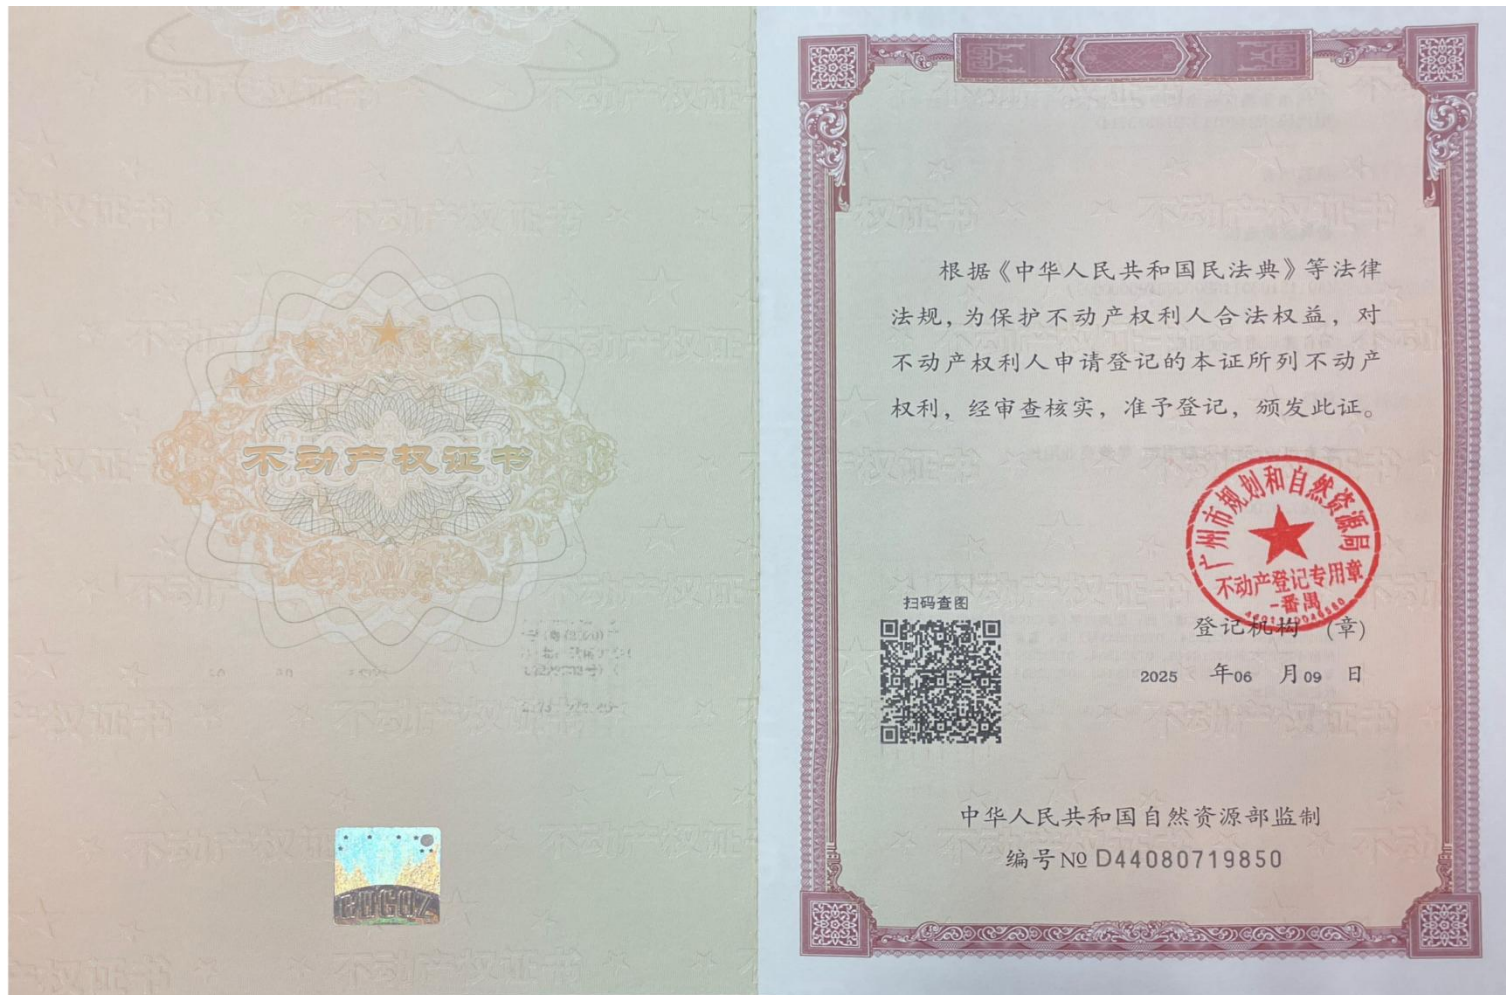 不动产权证书
根据《中华人民共和国民法典》等法律
法规，为保护不动产权利人合法权益，对
不动产权利人申请登记的本证所列不动产
权利，经审查核实，准予登记，颁发此证。
广州市规划和自然资源局
不动产登记专用章
-番禺
扫码查图
登记机构 (章)
2025 年06 月09 日
中华人民共和国自然资源部监制
编号№ D44080719850